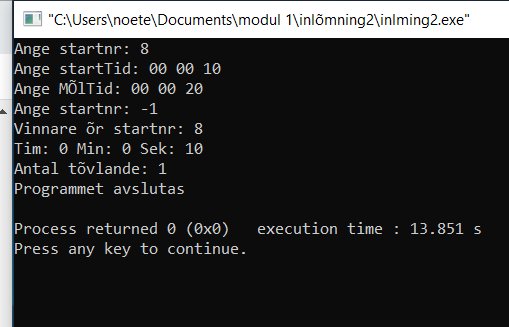 "C:\Users\noete\Documents\modul 1\inlõmning2\inlming2.exe"
Ange startnr: 8
Ange startTid: 00 00 10
Ange MÕlTid: 00 00 20
Ange startnr: -1
Vinnare õr startnr: 8
Tim: 0 Min: 0 Sek: 10
Antal tõvlande: 1
Programmet avslutas
Process returned 0 (0x0)   execution time : 13.851 s
Press any key to continue.